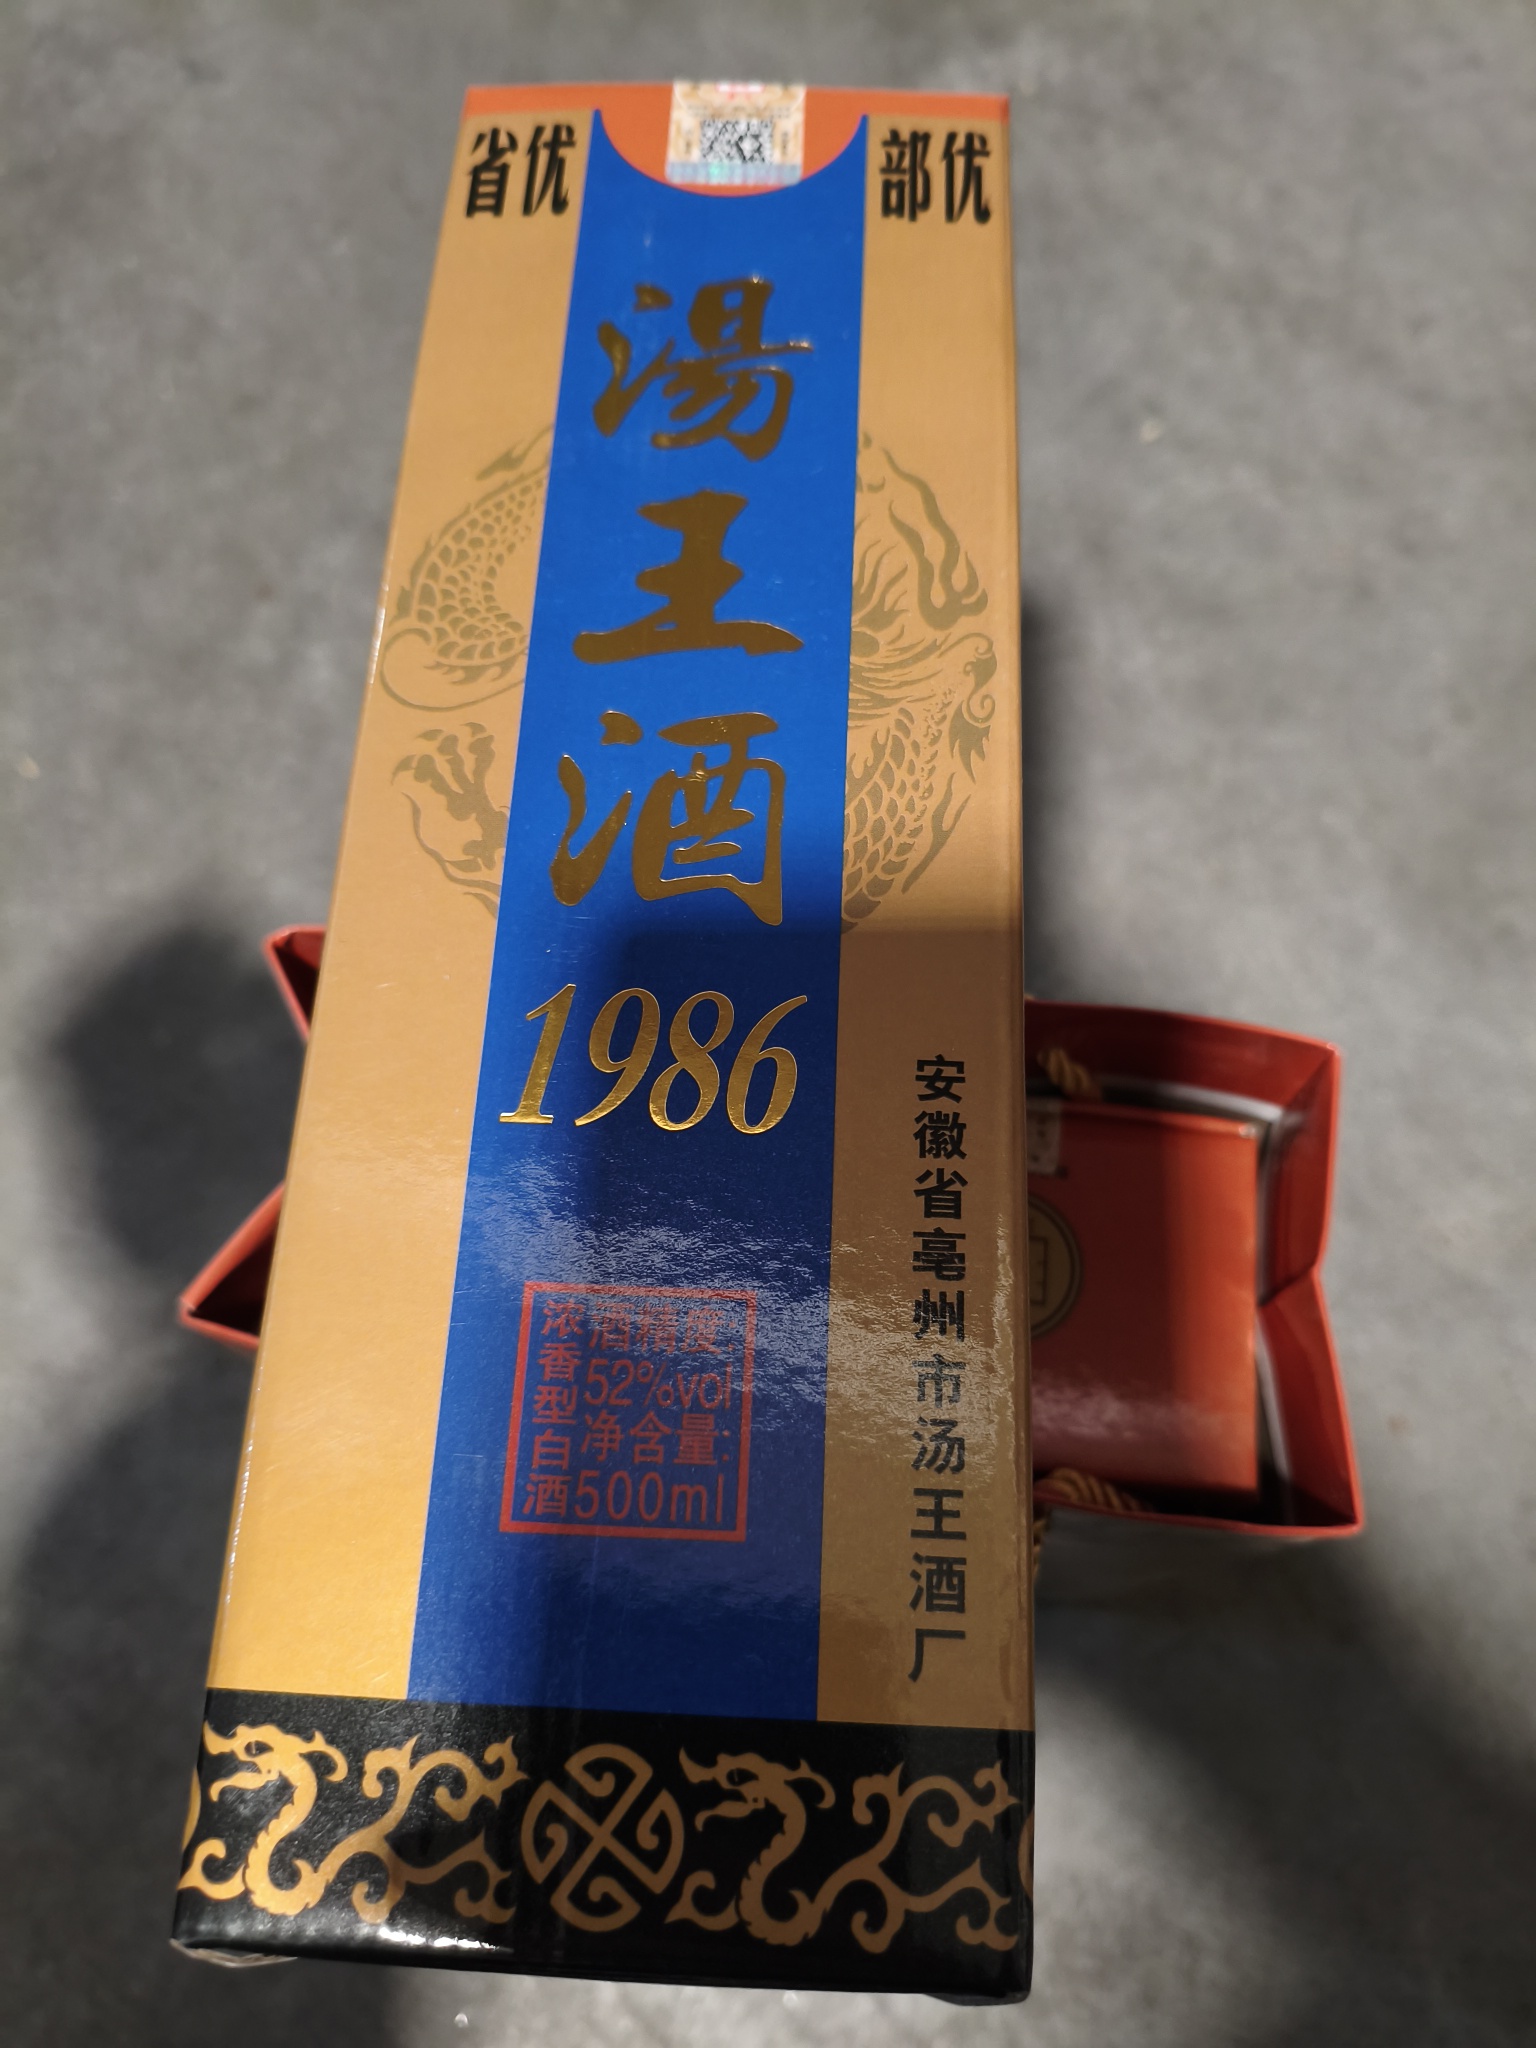 省优
部优
湯王酒
1986
浓香型白酒
酒精度:
52%vol
净含量:
500ml
安徽省亳州市汤王酒厂